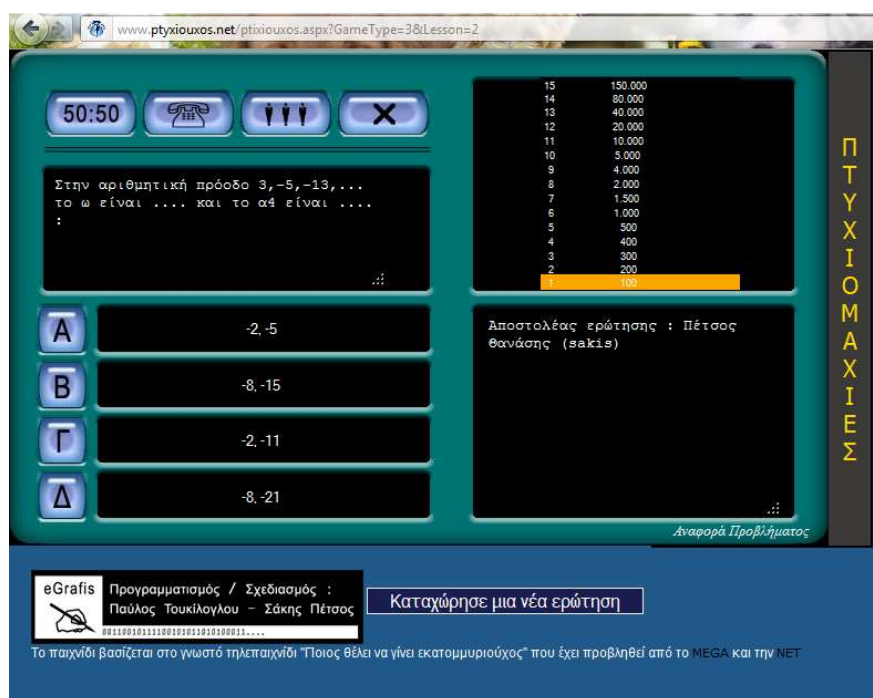 www.ptyxiouxos.net/ptixiouxos.aspx?GameType=3&Lesson=2
50:50
Στην αριθμητική πρόοδο 3,-5,-13,...
το ω είναι .... και το α4 είναι ....
:
15 150.000
14 80.000
13 40.000
12 20.000
11 10.000
10 5.000
9 4.000
8 2.000
7 1.500
6 1.000
5 500
4 400
3 300
2 200
1 100
Α -2, -5
Β -8, -15
Γ -2, -11
Δ -8, -21
Αποστολέας ερώτησης : Πέτσος
Θανάσης (sakis)
Αναφορά Προβλήματος
ΠΤΥΧΙΟΜΑΧΙΕΣ
eGrafis
Προγραμματισμός / Σχεδιασμός :
Παύλος Τουκίλογλου - Σάκης Πέτσος
Καταχώρησε μια νέα ερώτηση
Το παιχνίδι βασίζεται στο γνωστό τηλεπαιχνίδι "Ποιος θέλει να γίνει εκατομμυριούχος" που έχει προβληθεί από το MEGA και την NET